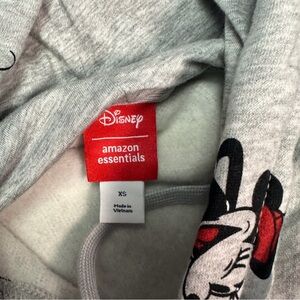 Disney
amazon
essentials
XS
Made in
Vietnam